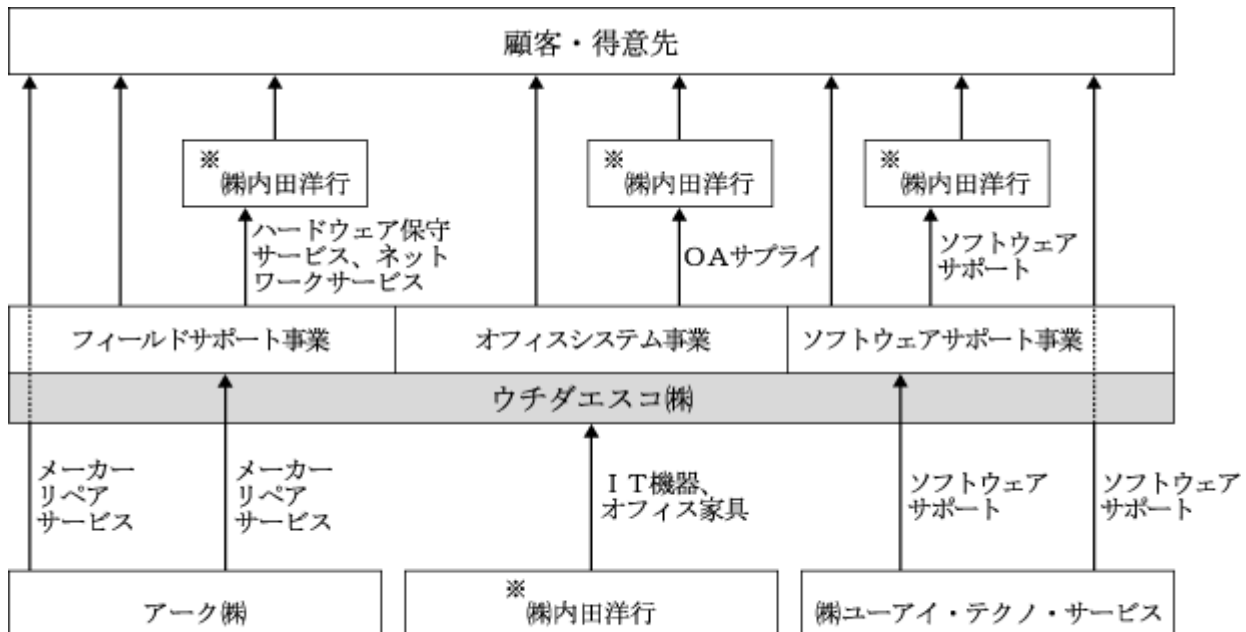 顧客・得意先
※
㈱内田洋行
※
㈱内田洋行
※
㈱内田洋行
ハードウェア保守
サービス、ネット
ワークサービス
OAサプライ
ソフトウェア
サポート
フィールドサポート事業
オフィスシステム事業
ソフトウェアサポート事業
ウチダエスコ㈱
メーカー
リペア
サービス
メーカー
リペア
サービス
ＩＴ機器、
オフィス家具
ソフトウェア
サポート
ソフトウェア
サポート
アーク㈱
※
㈱内田洋行
㈱ユーアイ・テクノ・サービス